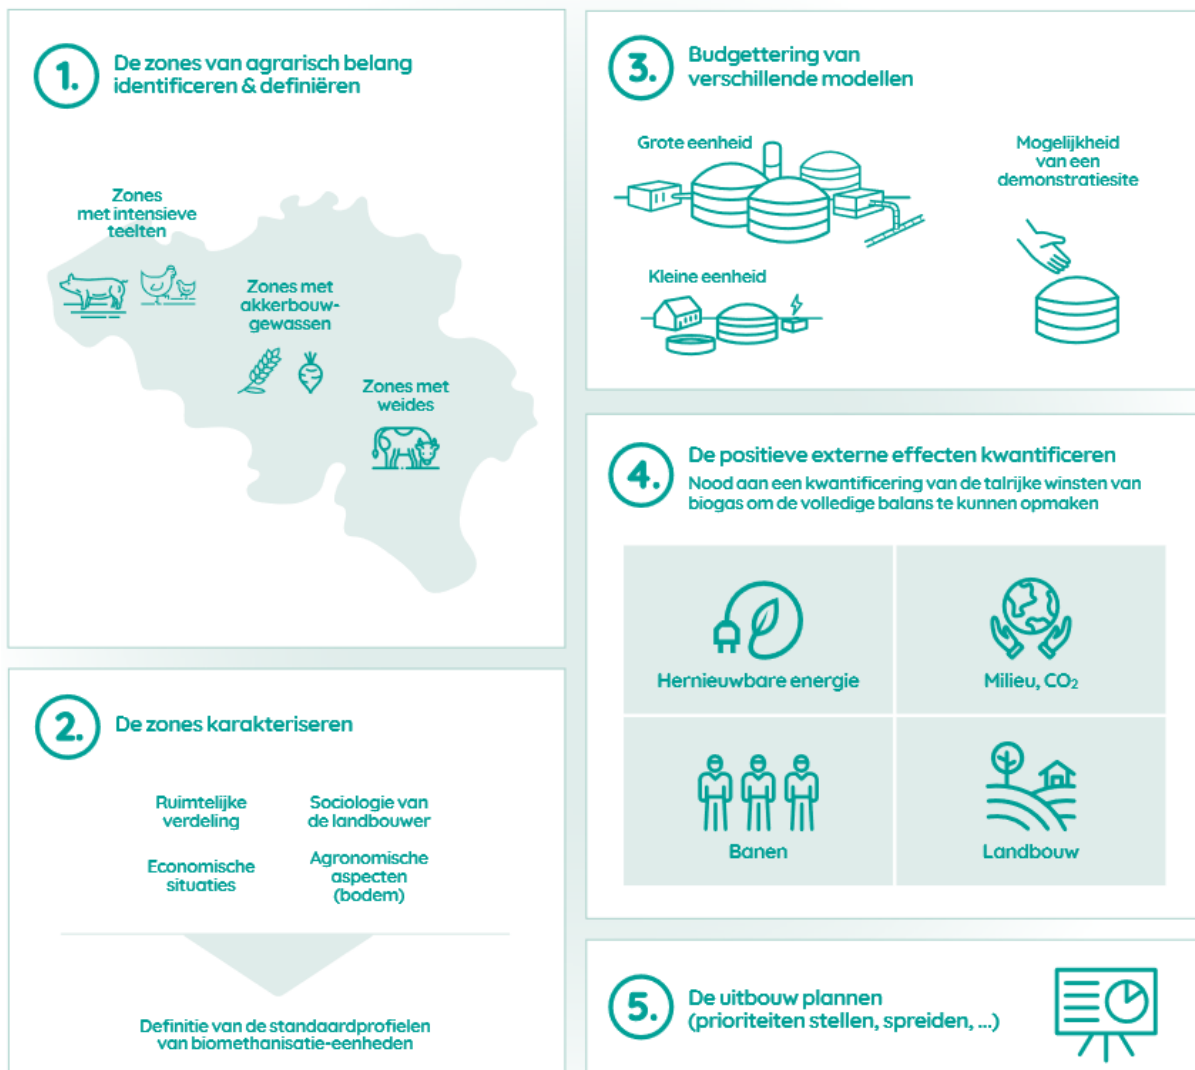 1.
De zones van agrarisch belang
identificeren & definiëren
Zones
met intensieve
teelten
Zones met
akkerbouw-
gewassen
Zones met
weides
2.
De zones karakteriseren
Ruimtelijke
verdeling
Sociologie van
de landbouwer
Economische
situaties
Agronomische
aspecten
(bodem)
Definitie van de standaardprofielen
van biomethanisatie-eenheden
3.
Budgettering van
verschillende modellen
Grote eenheid
Kleine eenheid
Mogelijkheid
van een
demonstratiesite
4.
De positieve externe effecten kwantificeren
Nood aan een kwantificering van de talrijke winsten van
biogas om de volledige balans te kunnen opmaken
Hernieuwbare energie
Milieu, CO₂
Banen
Landbouw
5.
De uitbouw plannen
(prioriteiten stellen, spreiden, ...)